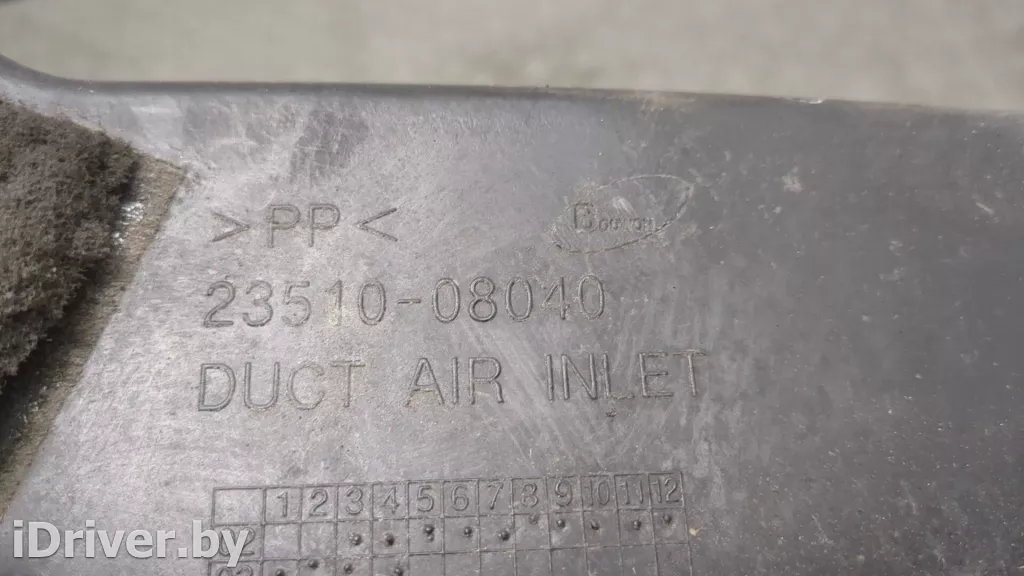 >PP<
23510-08040
DUCT AIR INLET
1 2 3 4 5 6 7 8 9 10 11 12
02
iDriver.by